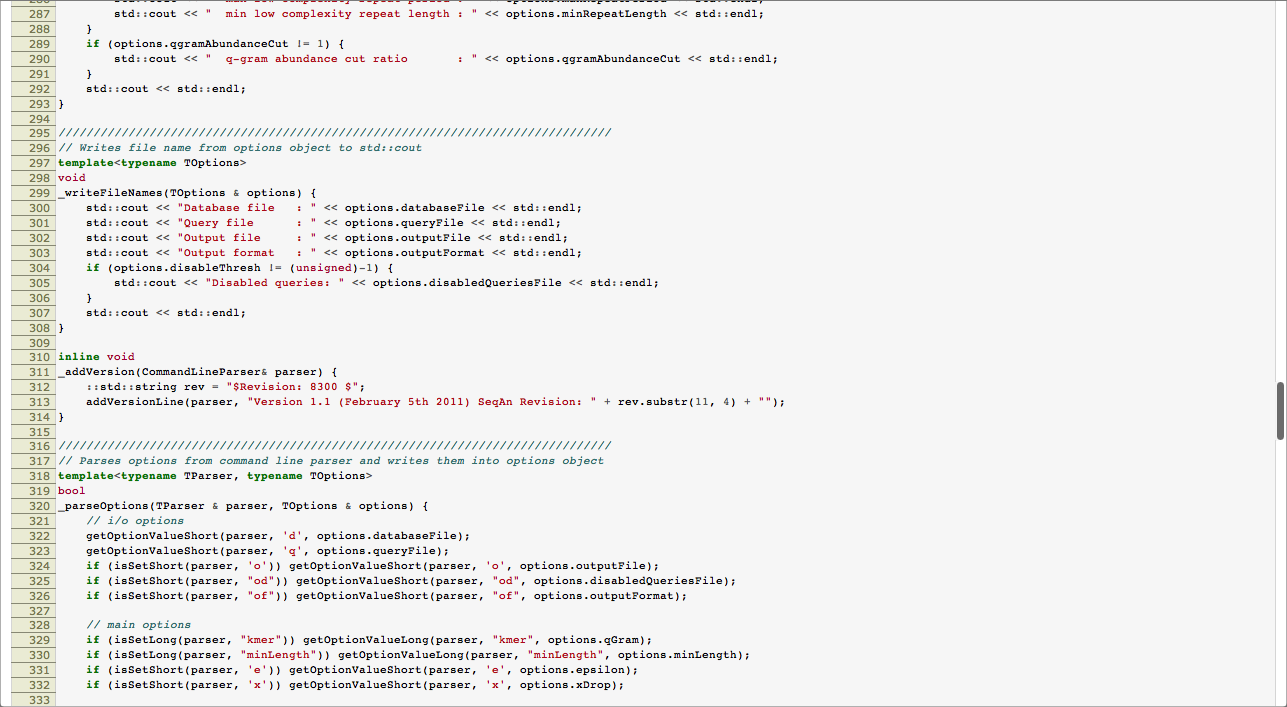 287 std::cout << "  min low complexity repeat length : " << options.minRepeatLength << std::endl;
288 }
289 if (options.qgramAbundanceCut != 1) {
290 std::cout << "  q-gram abundance cut ratio       : " << options.qgramAbundanceCut << std::endl;
291 }
292 std::cout << std::endl;
293 }
294
295 ///////////////////////////////////////////////////////////////////////////////
296 // Writes file name from options object to std::cout
297 template<typename TOptions>
298 void
299 _writeFileNames(TOptions & options) {
300 std::cout << "Database file   : " << options.databaseFile << std::endl;
301 std::cout << "Query file      : " << options.queryFile << std::endl;
302 std::cout << "Output file     : " << options.outputFile << std::endl;
303 std::cout << "Output format   : " << options.outputFormat << std::endl;
304 if (options.disableThresh != (unsigned)-1) {
305 std::cout << "Disabled queries: " << options.disabledQueriesFile << std::endl;
306 }
307 std::cout << std::endl;
308 }
309
310 inline void
311 _addVersion(CommandLineParser& parser) {
312 ::std::string rev = "$Revision: 8300 $";
313 addVersionLine(parser, "Version 1.1 (February 5th 2011) SeqAn Revision: " + rev.substr(11, 4) + "");
314 }
315
316 ///////////////////////////////////////////////////////////////////////////////
317 // Parses options from command line parser and writes them into options object
318 template<typename TParser, typename TOptions>
319 bool
320 _parseOptions(TParser & parser, TOptions & options) {
321 // i/o options
322 getOptionValueShort(parser, 'd', options.databaseFile);
323 getOptionValueShort(parser, 'q', options.queryFile);
324 if (isSetShort(parser, 'o')) getOptionValueShort(parser, 'o', options.outputFile);
325 if (isSetShort(parser, "od")) getOptionValueShort(parser, "od", options.disabledQueriesFile);
326 if (isSetShort(parser, "of")) getOptionValueShort(parser, "of", options.outputFormat);
327
328 // main options
329 if (isSetLong(parser, "kmer")) getOptionValueLong(parser, "kmer", options.qGram);
330 if (isSetLong(parser, "minLength")) getOptionValueLong(parser, "minLength", options.minLength);
331 if (isSetShort(parser, 'e')) getOptionValueShort(parser, 'e', options.epsilon);
332 if (isSetShort(parser, 'x')) getOptionValueShort(parser, 'x', options.xDrop);
333